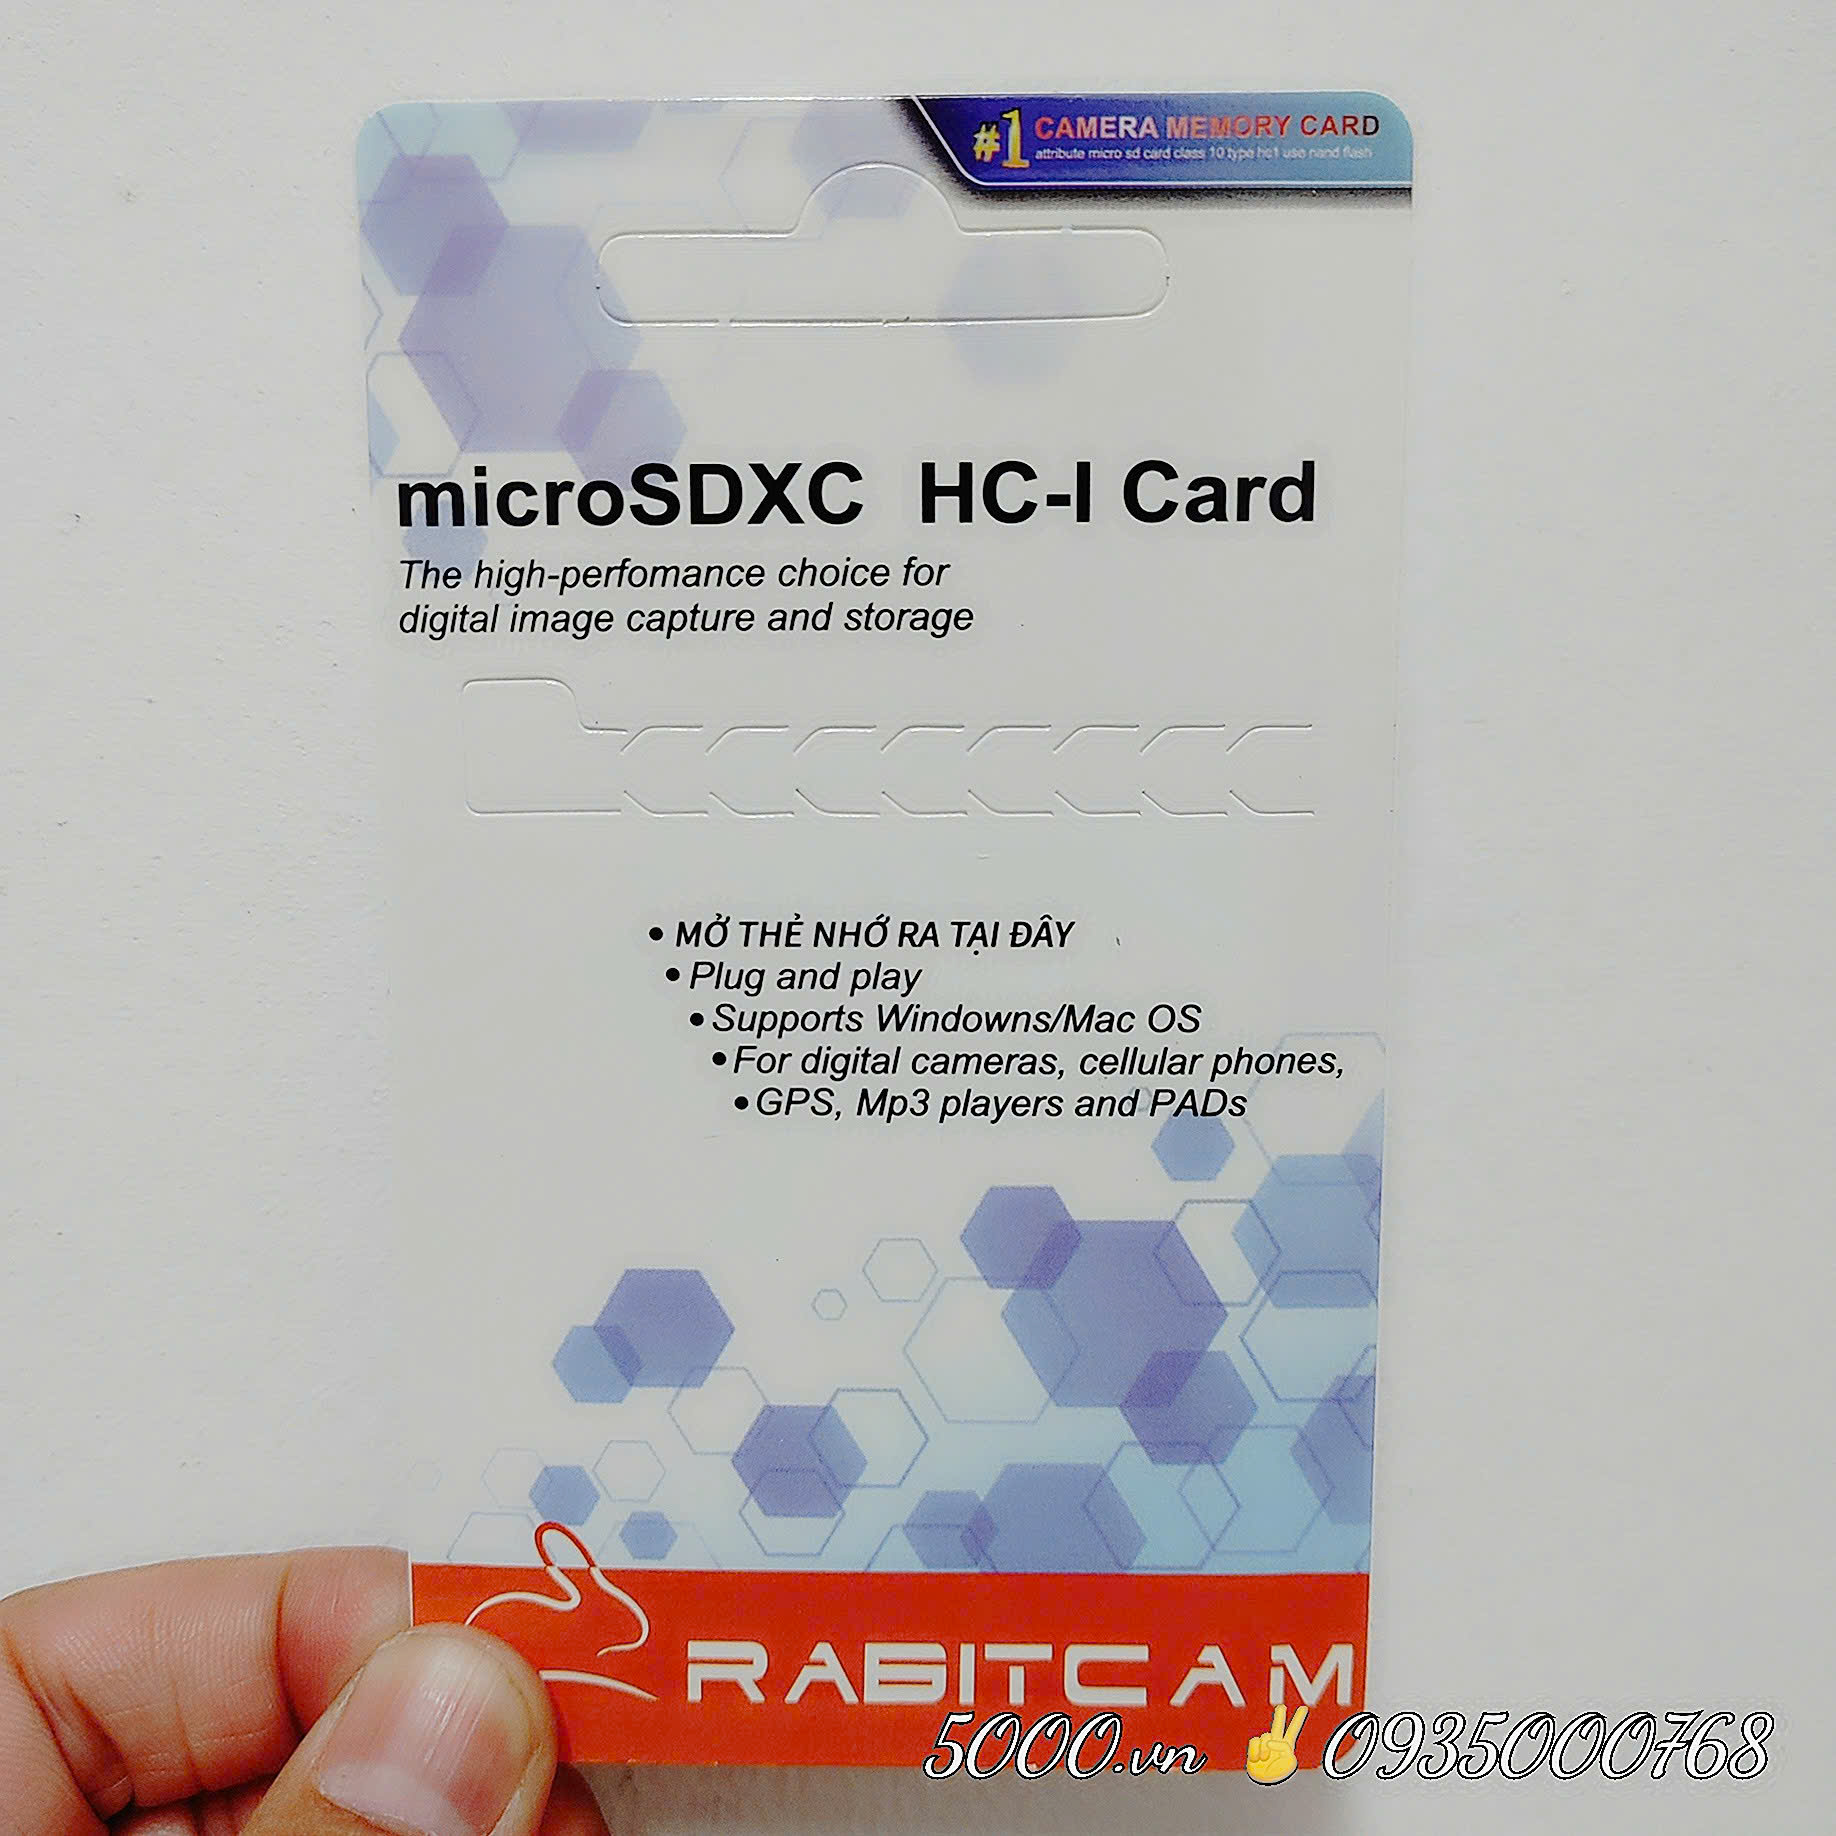 #1 CAMERA MEMORY CARD
attribute micro sd card class 10 type hc1 use nand flash
microSDXC HC-I Card
The high-perfomance choice for
digital image capture and storage
• MỞ THẺ NHỚ RA TẠI ĐÂY
• Plug and play
• Supports Windowns/Mac OS
• For digital cameras, cellular phones,
• GPS, Mp3 players and PADs
RABITCAM
5000.vn ✌0935000768